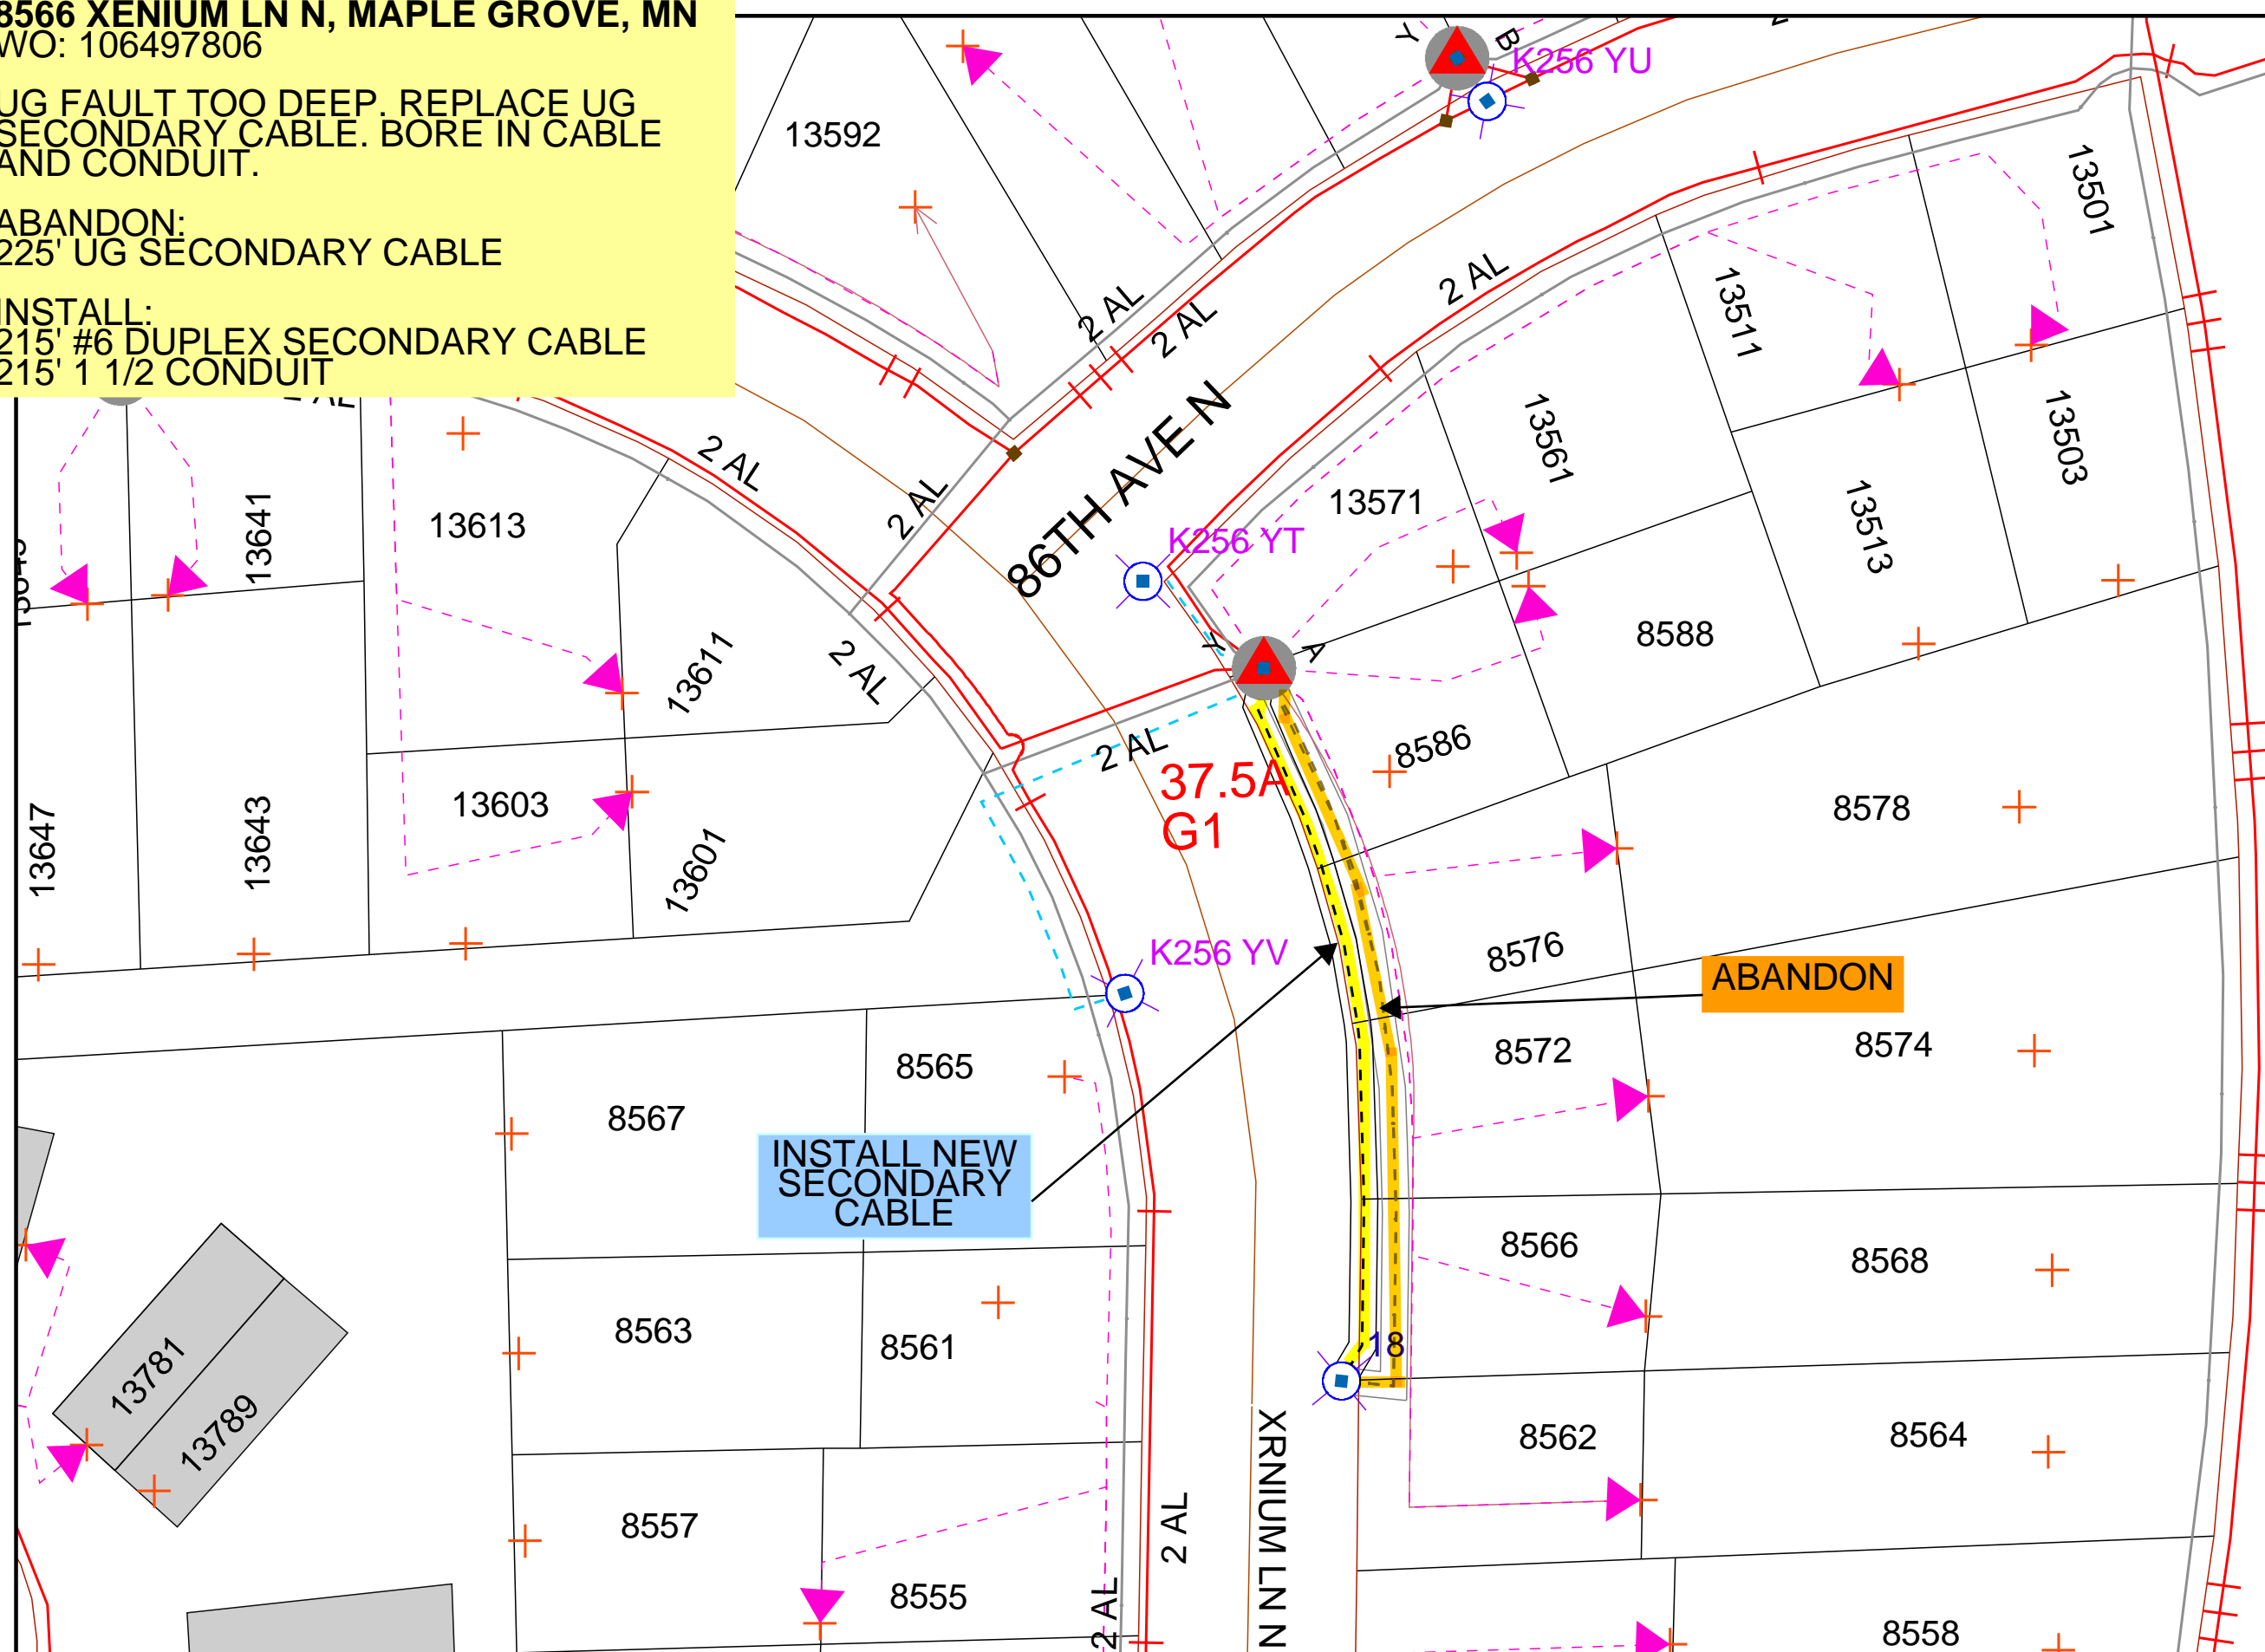 8566 XENIUM LN N, MAPLE GROVE, MN
WO: 106497806
UG FAULT TOO DEEP. REPLACE UG
SECONDARY CABLE. BORE IN CABLE
AND CONDUIT.
ABANDON:
225' UG SECONDARY CABLE
INSTALL:
215' #6 DUPLEX SECONDARY CABLE
215' 1 1/2 CONDUIT
Y
B
K256 YU
13592
13501
2 AL
2 AL
2 AL
13511
13503
2 AL
2 AL
2 AL
86TH AVE N
13561
13571
13641
13613
13513
K256 YT
Y
A
8588
13611
2 AL
8586
2 AL
37.5A
G1
13603
8578
13647
13643
13601
K256 YV
8576
ABANDON
8572
8574
8565
8567
INSTALL NEW
SECONDARY
CABLE
8566
8568
8563
8561
18
13781
13789
8562
8564
XRNIUM LN N
8557
2 AL
8555
2 AL
8558